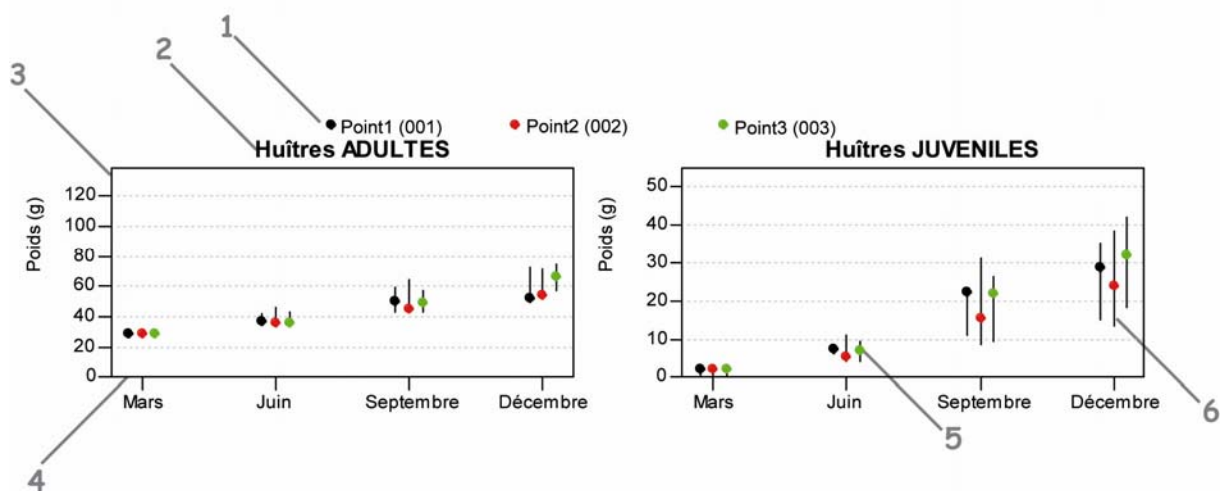 1
2
3
Point1 (001) Point2 (002) Point3 (003)
Huîtres ADULTES
Poids (g)
120
100
80
60
40
20
0
Mars Juin Septembre Décembre
Huîtres JUVENILES
Poids (g)
50
40
30
20
10
0
Mars Juin Septembre Décembre
4
5
6